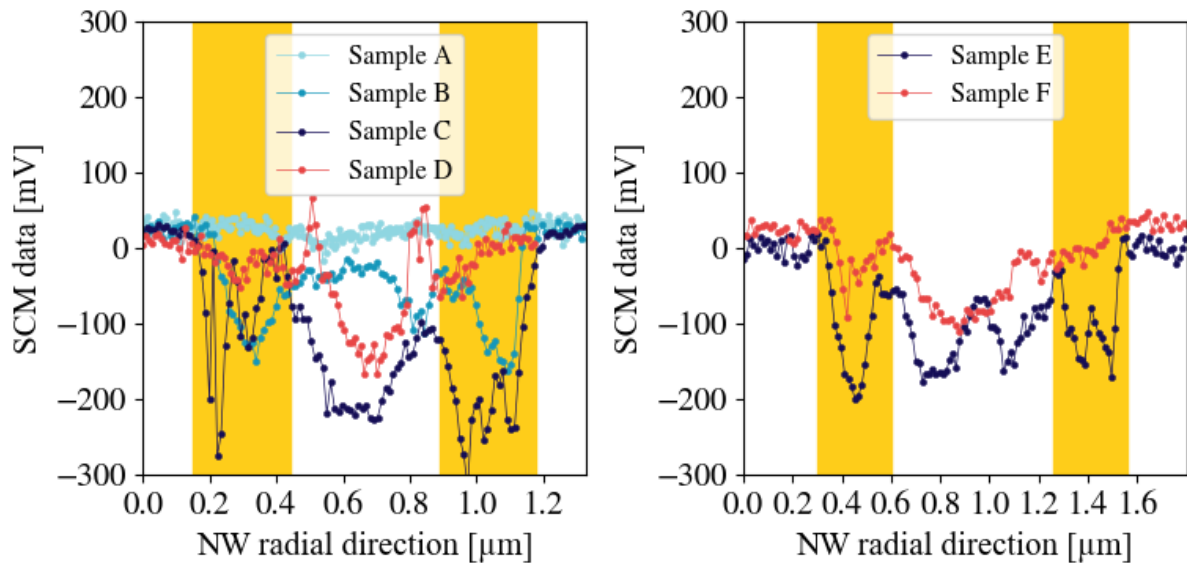 300
200
100
0
−100
−200
−300
SCM data [mV]
Sample A
Sample B
Sample C
Sample D
0.0 0.2 0.4 0.6 0.8 1.0 1.2
NW radial direction [µm]
300
200
100
0
−100
−200
−300
SCM data [mV]
Sample E
Sample F
0.0 0.2 0.4 0.6 0.8 1.0 1.2 1.4 1.6
NW radial direction [µm]